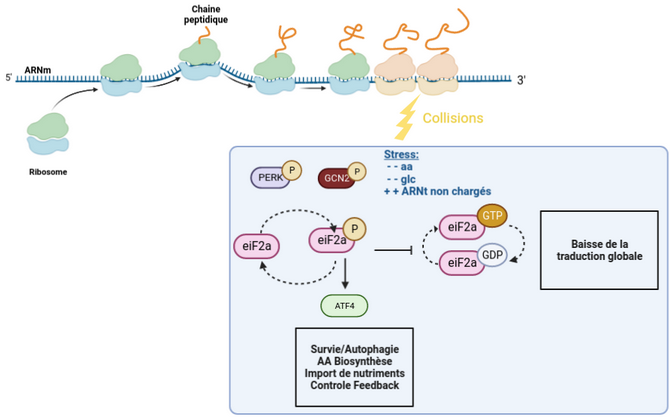 Chaine
peptidique
5'
ARNm
3'
Collisions
Ribosome
Stress:
- - aa
- - glc
+ + ARNt non chargés
PERK
P
GCN2
P
eiF2a
eiF2a
P
eiF2a
GTP
eiF2a
GDP
Baisse de la
traduction globale
ATF4
Survie/Autophagie
AA Biosynthèse
Import de nutriments
Controle Feedback